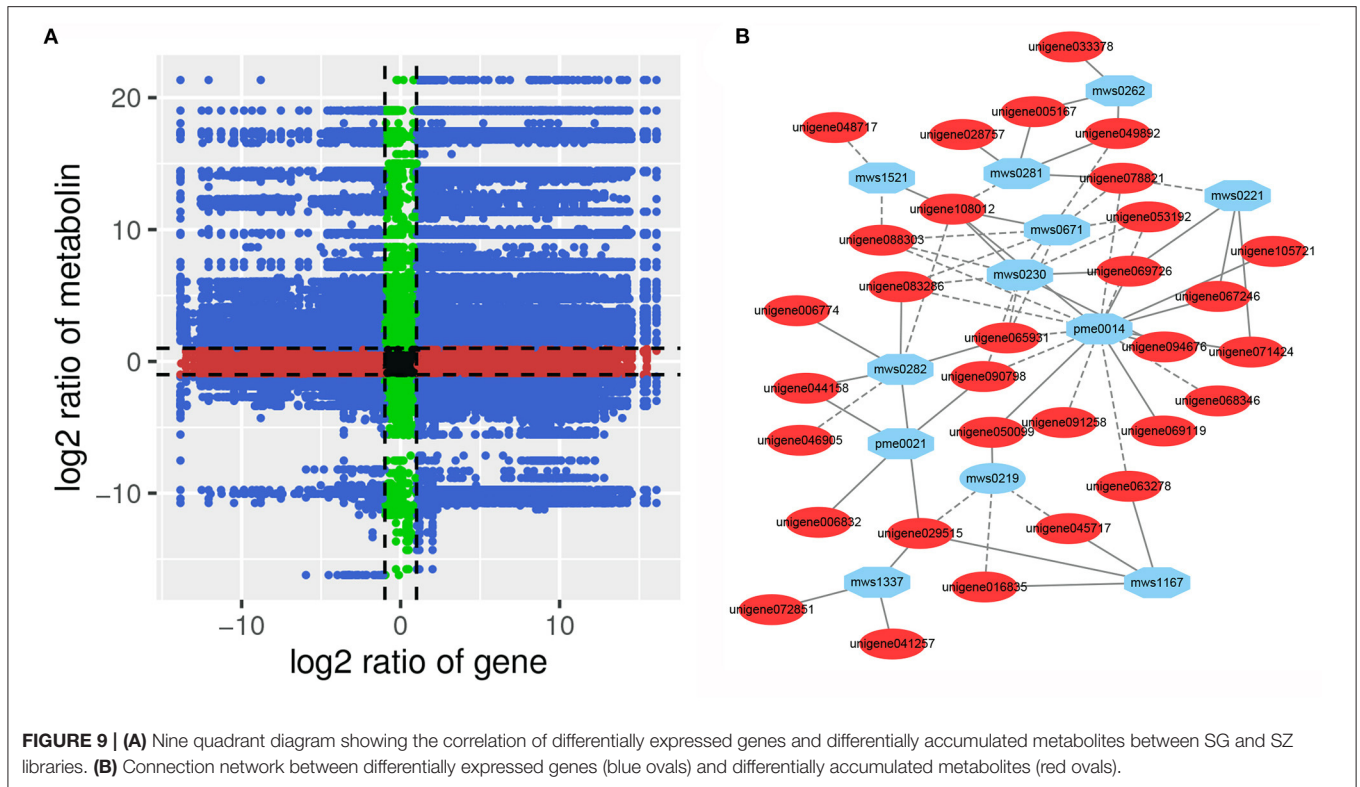 A
20
10
0
−10
log2 ratio of metabolin
−10
0
10
log2 ratio of gene
B
unigene033378
mws0262
unigene005167
unigene048717
unigene028757
unigene049892
mws1521
mws0281
unigene078821
mws0221
unigene108012
unigene053192
unigene088303
mws0671
unigene105721
mws0230
unigene069726
unigene083286
unigene067246
unigene006774
pme0014
unigene065931
unigene094676
unigene071424
mws0282
unigene090798
unigene044158
unigene068346
unigene046905
pme0021
unigene050099
unigene091258
unigene069119
mws0219
unigene063278
unigene006832
unigene029515
unigene045717
mws1337
unigene016835
mws1167
unigene072851
unigene041257
FIGURE 9 | (A) Nine quadrant diagram showing the correlation of differentially expressed genes and differentially accumulated metabolites between SG and SZ
libraries. (B) Connection network between differentially expressed genes (blue ovals) and differentially accumulated metabolites (red ovals).